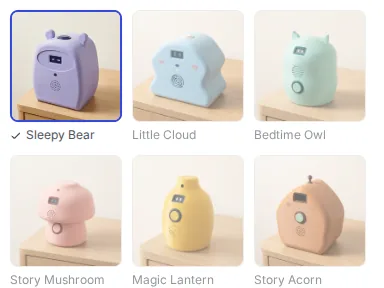 Sleepy Bear
Little Cloud
Bedtime Owl
Story Mushroom
Magic Lantern
Story Acorn